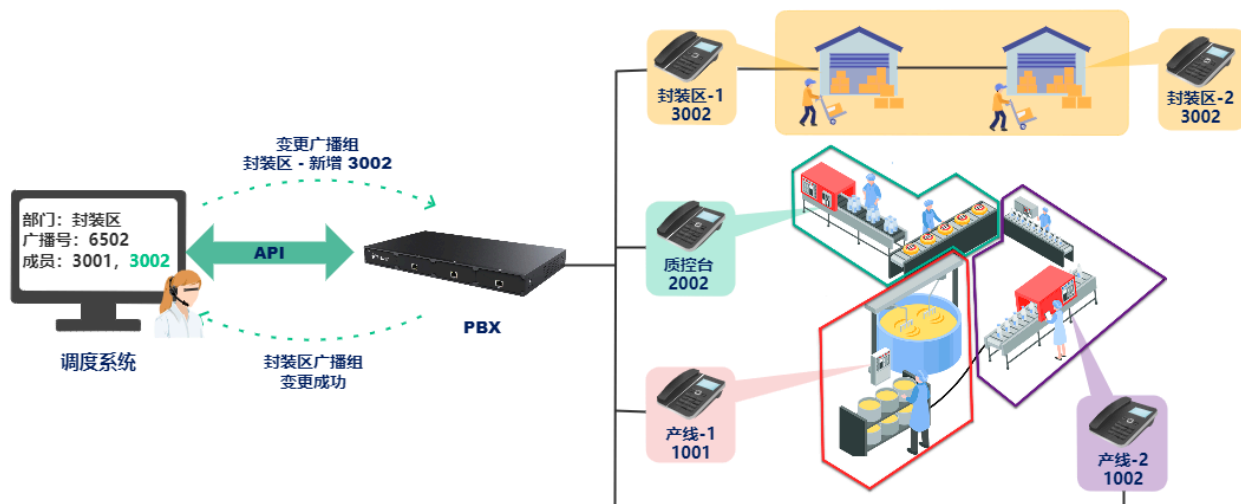 变更广播组
封装区 - 新增 3002
部门：封装区
广播号：6502
成员：3001，3002
API
调度系统
PBX
封装区广播组
变更成功
封装区-1
3002
封装区-2
3002
质控台
2002
产线-1
1001
产线-2
1002